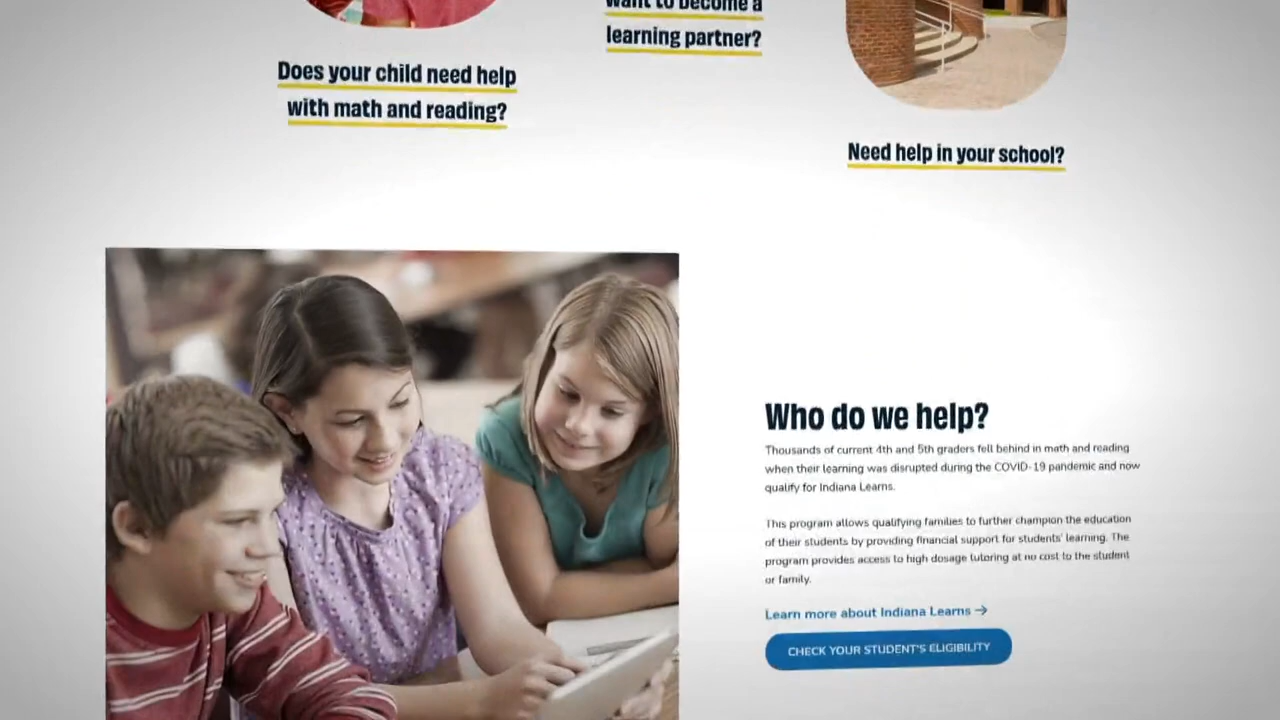 Does your child need help
with math and reading?
want to become a
learning partner?
Need help in your school?
Who do we help?
Thousands of current 4th and 5th graders fell behind in math and reading
when their learning was disrupted during the COVID-19 pandemic and now
qualify for Indiana Learns.
This program allows qualifying families to further champion the education
of their students by providing financial support for students' learning. The
program provides access to high dosage tutoring at no cost to the student
or family.
Learn more about Indiana Learns →
CHECK YOUR STUDENT'S ELIGIBILITY